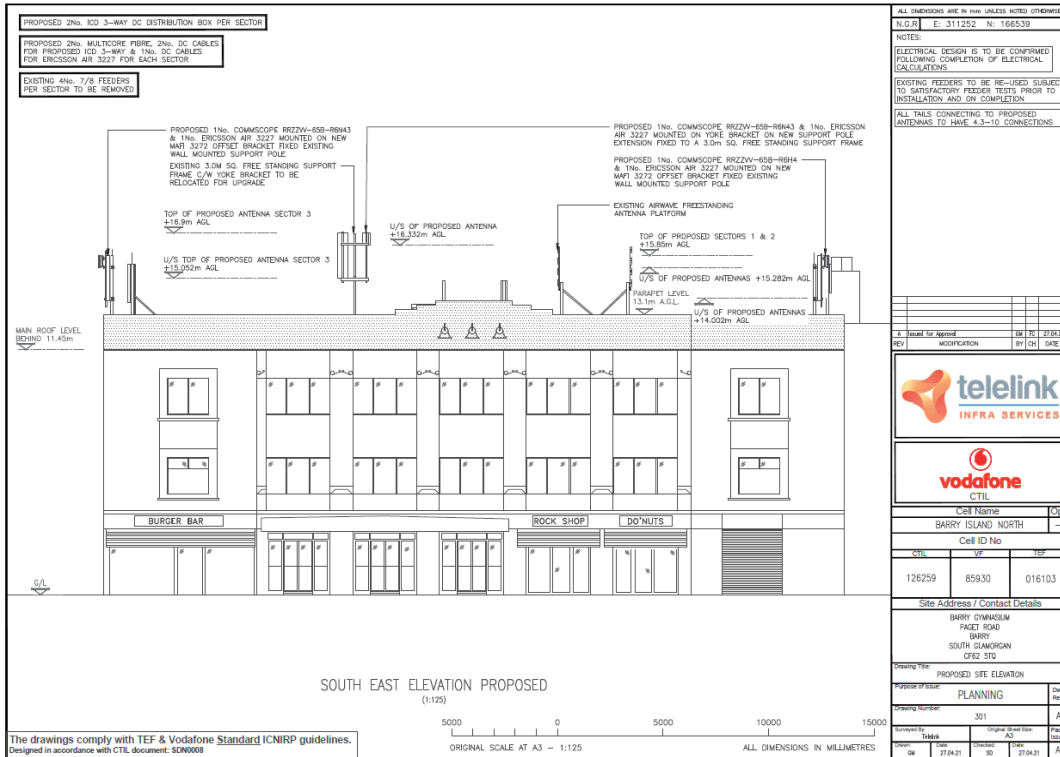 PROPOSED 2No. ICD 3-WAY DC DISTRIBUTION BOX PER SECTOR
PROPOSED 2No. MULTICORE FIBRE, 2No. DC CABLES
FOR PROPOSED ICD 3-WAY & 1No. DC CABLES
FOR ERICSSON AIR 3227 FOR EACH SECTOR
EXISTING 4No. 7/8 FEEDERS
PER SECTOR TO BE REMOVED
PROPOSED 1No. COMMSCOPE RRZZVV-65B-R6N43
& 1No. ERICSSON AIR 3227 MOUNTED ON NEW
MAFI 3272 OFFSET BRACKET FIXED EXISTING
WALL MOUNTED SUPPORT POLE
EXISTING 3.0M SQ. FREE STANDING SUPPORT
FRAME C/W YOKE BRACKET TO BE
RELOCATED FOR UPGRADE
TOP OF PROPOSED ANTENNA SECTOR 3
+16.9m AGL
U/S TOP OF PROPOSED ANTENNA SECTOR 3
+15.052m AGL
U/S OF PROPOSED ANTENNA
+16.332m AGL
PROPOSED 1No. COMMSCOPE RRZZVV-65B-R6N43 & 1No. ERICSSON
AIR 3227 MOUNTED ON YOKE BRACKET ON NEW SUPPORT POLE
EXTENSION FIXED TO A 3.0m SQ. FREE STANDING SUPPORT FRAME
PROPOSED 1No. COMMSCOPE RRZZVV-65B-R6H4
& 1No. ERICSSON AIR 3227 MOUNTED ON NEW
MAFI 3272 OFFSET BRACKET FIXED EXISTING
WALL MOUNTED SUPPORT POLE
EXISTING AIRWAVE FREESTANDING
ANTENNA PLATFORM
TOP OF PROPOSED SECTORS 1 & 2
+15.85m AGL
U/S OF PROPOSED ANTENNAS +15.282m AGL
PARAPET LEVEL
13.1m A.G.L.
U/S OF PROPOSED ANTENNAS
+14.002m AGL
MAIN ROOF LEVEL
BEHIND 11.45m
BURGER BAR
ROCK SHOP
DO'NUTS
G/L
SOUTH EAST ELEVATION PROPOSED
(1:125)
5000 0 5000 10000 15000
ORIGINAL SCALE AT A3 - 1:125
ALL DIMENSIONS IN MILLIMETRES
The drawings comply with TEF & Vodafone Standard ICNIRP guidelines.
Designed in accordance with CTIL document: SDN0008
ALL DIMENSIONS ARE IN mm UNLESS NOTED OTHERWISE
N.G.R E: 311252 N: 166539
NOTES:
ELECTRICAL DESIGN IS TO BE CONFIRMED
FOLLOWING COMPLETION OF ELECTRICAL
CALCULATIONS
EXISTING FEEDERS TO BE RE-USED SUBJEC
TO SATISFACTORY FEEDER TESTS PRIOR TO
INSTALLATION AND ON COMPLETION
ALL TAILS CONNECTING TO PROPOSED
ANTENNAS TO HAVE 4.3-10 CONNECTIONS
A Issued for Approval GM FC 27.04.
REV MODIFICATION BY CH DATE
telelink
INFRA SERVICES
vodafone
CTIL
Cell Name
BARRY ISLAND NORTH
Cell ID No
CTIL VF TEF
126259 85930 016103
Site Address / Contact Details
BARRY GYMNASIUM
PAGET ROAD
BARRY
SOUTH GLAMORGAN
CF62 5TQ
Drawing Title:
PROPOSED SITE ELEVATION
Purpose of issue:
PLANNING
Drawing Number:
301
A
Surveyed By: Original Sheet Size:
Telelink A3
Drawn: Date: Checked: Date:
GM 27.04.21 SD 27.04.21 A